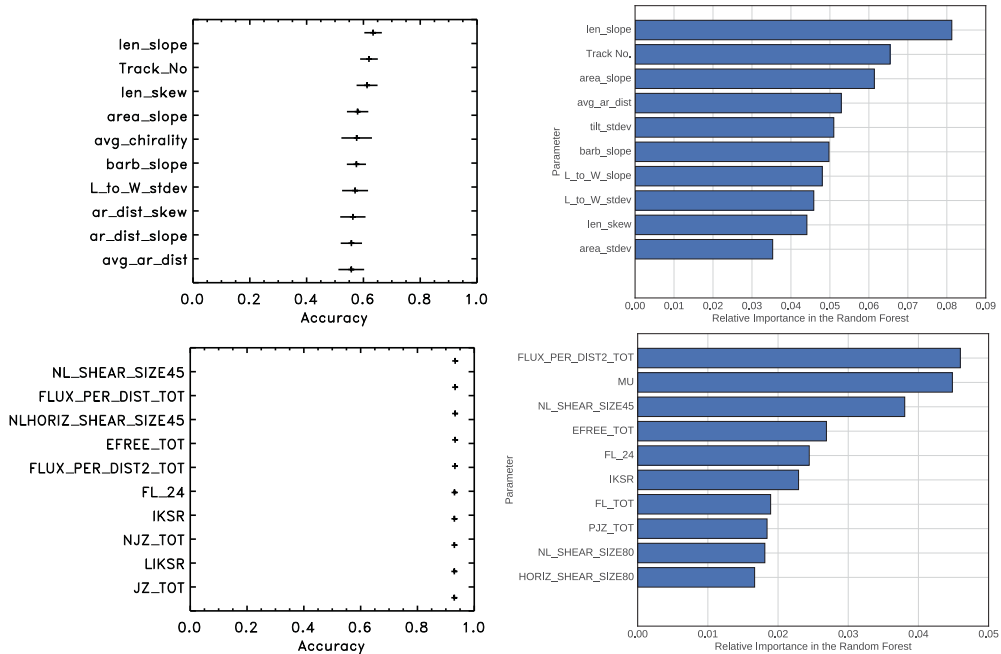 len_slope
Track_No
len_skew
area_slope
avg_chirality
barb_slope
L_to_W_stdev
ar_dist_skew
ar_dist_slope
avg_ar_dist
0.0 0.2 0.4 0.6 0.8 1.0
Accuracy
Parameter
len_slope
Track No.
area_slope
avg_ar_dist
tilt_stdev
barb_slope
L_to_W_slope
L_to_W_stdev
len_skew
area_stdev
0.00 0.01 0.02 0.03 0.04 0.05 0.06 0.07 0.08 0.09
Relative Importance in the Random Forest
NL_SHEAR_SIZE45
FLUX_PER_DIST_TOT
NLHORIZ_SHEAR_SIZE45
EFREE_TOT
FLUX_PER_DIST2_TOT
FL_24
IKSR
NJZ_TOT
LIKSR
JZ_TOT
0.0 0.2 0.4 0.6 0.8 1.0
Accuracy
Parameter
FLUX_PER_DIST2_TOT
MU
NL_SHEAR_SIZE45
EFREE_TOT
FL_24
IKSR
FL_TOT
PJZ_TOT
NL_SHEAR_SIZE80
HORIZ_SHEAR_SIZE80
0.00 0.01 0.02 0.03 0.04 0.05
Relative Importance in the Random Forest